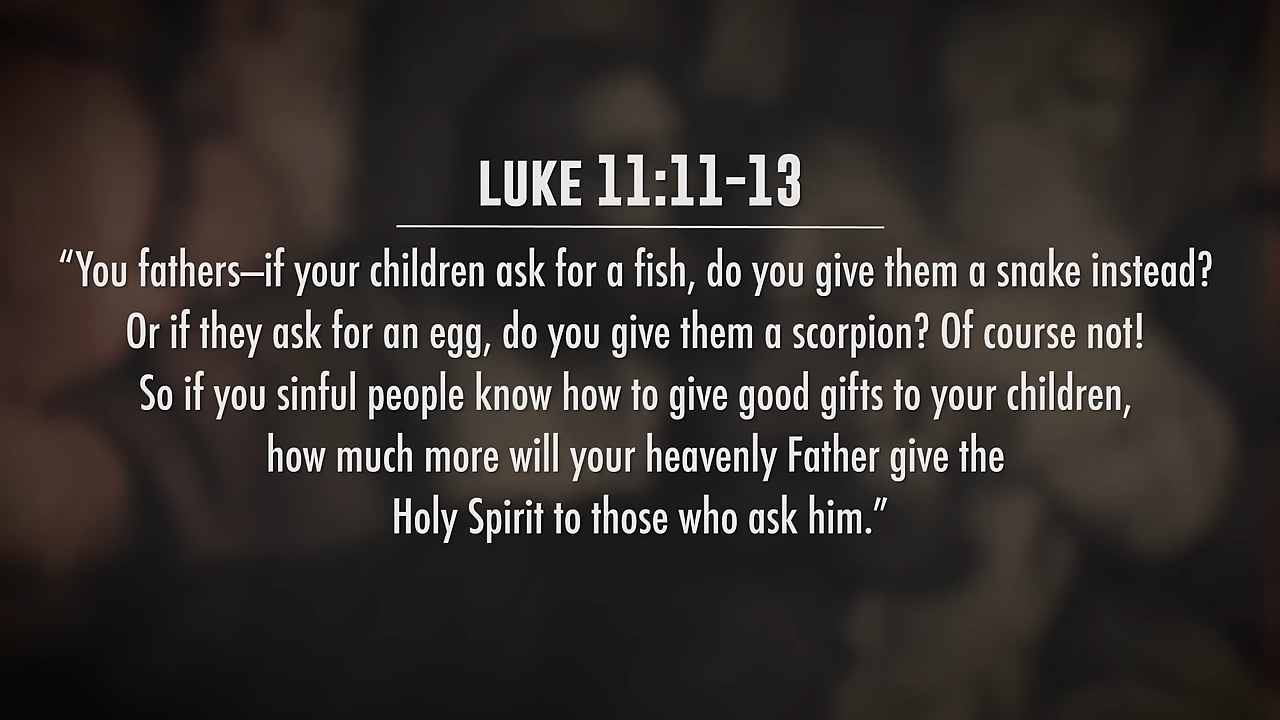 LUKE 11:11-13
“You fathers–if your children ask for a fish, do you give them a snake instead?
Or if they ask for an egg, do you give them a scorpion? Of course not!
So if you sinful people know how to give good gifts to your children,
how much more will your heavenly Father give the
Holy Spirit to those who ask him.”